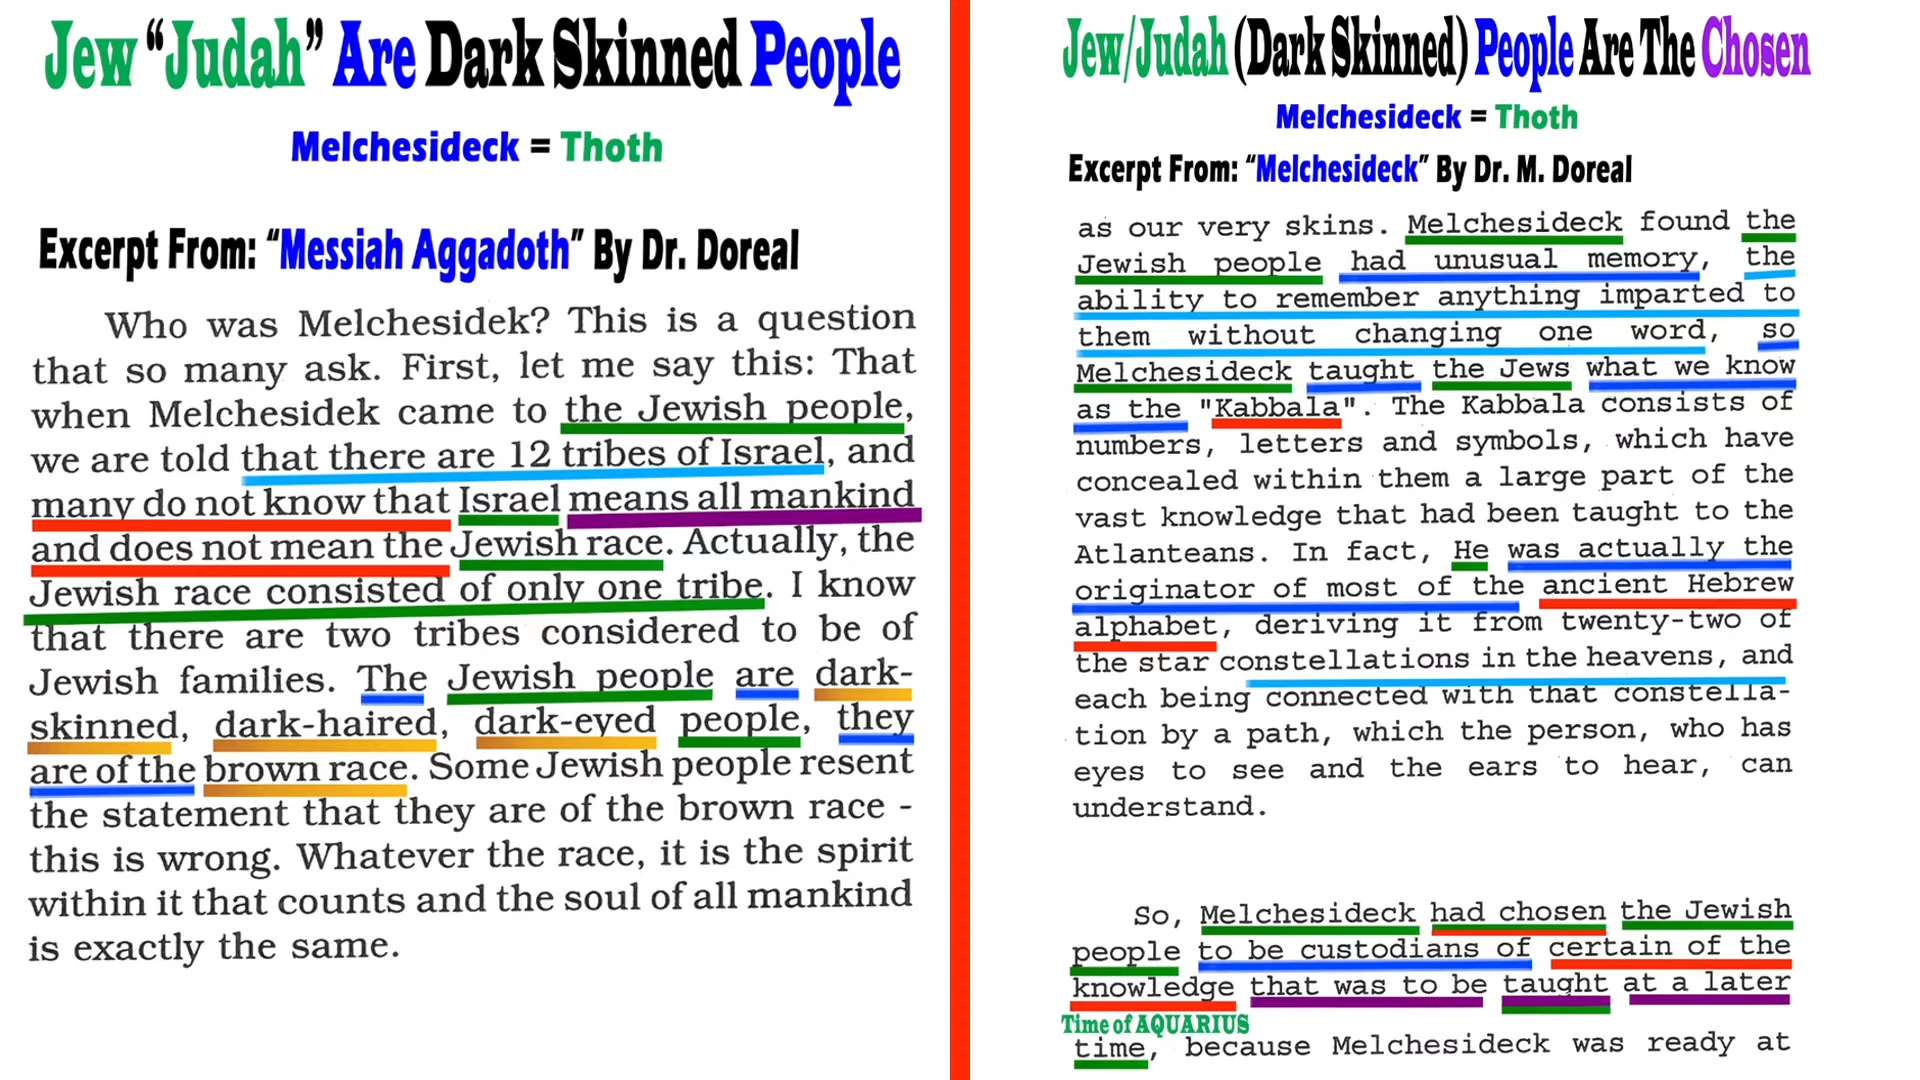 Jew “Judah” Are Dark Skinned People
Melchesideck = Thoth
Excerpt From: “Messiah Aggadoth” By Dr. Doreal
Who was Melchesidek? This is a question
that so many ask. First, let me say this: That
when Melchesidek came to the Jewish people,
we are told that there are 12 tribes of Israel, and
many do not know that Israel means all mankind
and does not mean the Jewish race. Actually, the
Jewish race consisted of only one tribe. I know
that there are two tribes considered to be of
Jewish families. The Jewish people are dark-
skinned, dark-haired, dark-eyed people, they
are of the brown race. Some Jewish people resent
the statement that they are of the brown race -
this is wrong. Whatever the race, it is the spirit
within it that counts and the soul of all mankind
is exactly the same.
Jew/Judah (Dark Skinned) People Are The Chosen
Melchesideck = Thoth
Excerpt From: “Melchesideck” By Dr. M. Doreal
as our very skins. Melchesideck found the
Jewish people had unusual memory, the
ability to remember anything imparted to
them without changing one word, so
Melchesideck taught the Jews what we know
as the "Kabbala". The Kabbala consists of
numbers, letters and symbols, which have
concealed within them a large part of the
vast knowledge that had been taught to the
Atlanteans. In fact, He was actually the
originator of most of the ancient Hebrew
alphabet, deriving it from twenty-two of
the star constellations in the heavens, and
each being connected with that constella-
tion by a path, which the person, who has
eyes to see and the ears to hear, can
understand.
So, Melchesideck had chosen the Jewish
people to be custodians of certain of the
knowledge that was to be taught at a later
Time of AQUARIUS
time, because Melchesideck was ready at